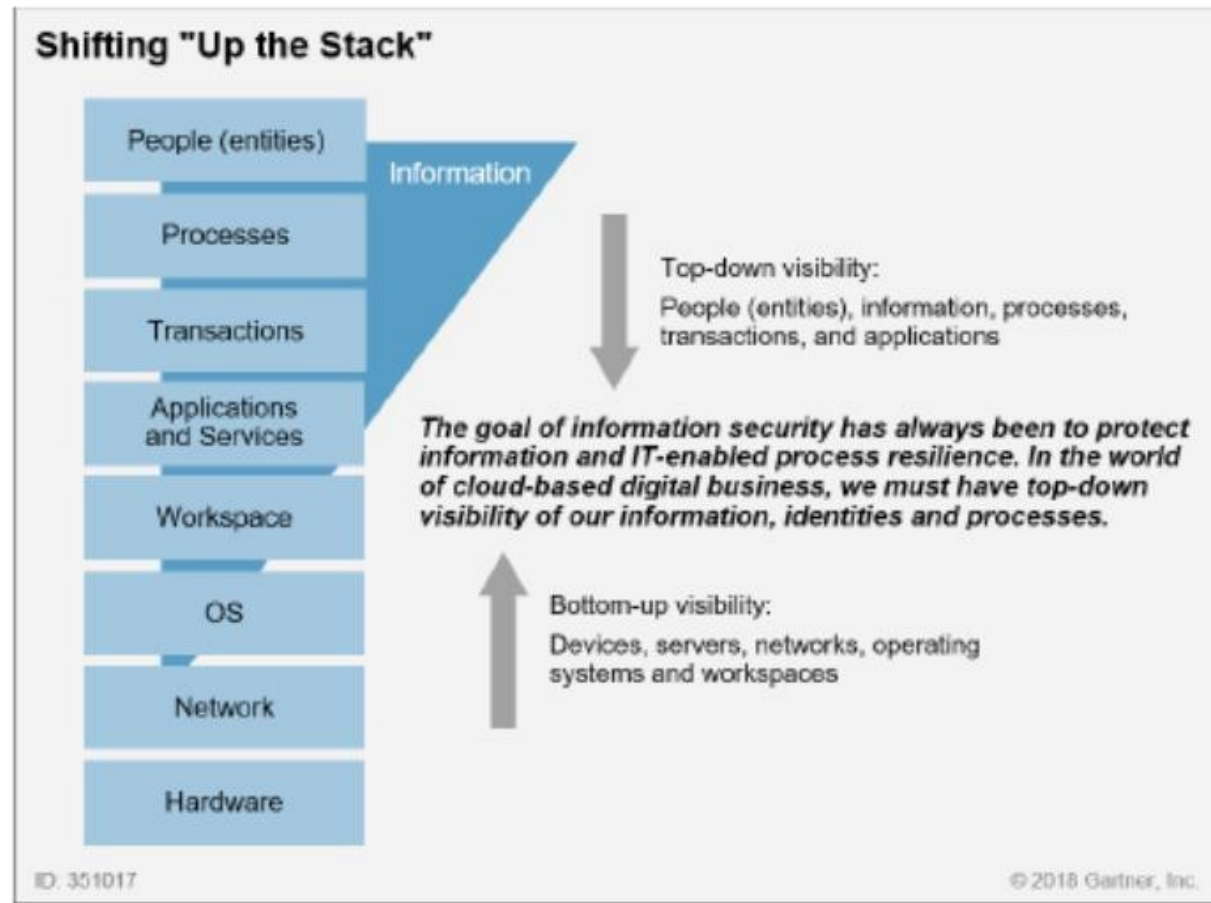 Shifting "Up the Stack"
People (entities)
Information
Processes
Transactions
Applications
and Services
Workspace
OS
Network
Hardware
Top-down visibility:
People (entities), information, processes,
transactions, and applications
The goal of information security has always been to protect
information and IT-enabled process resilience. In the world
of cloud-based digital business, we must have top-down
visibility of our information, identities and processes.
Bottom-up visibility:
Devices, servers, networks, operating
systems and workspaces
ID: 351017
© 2018 Gartner, Inc.